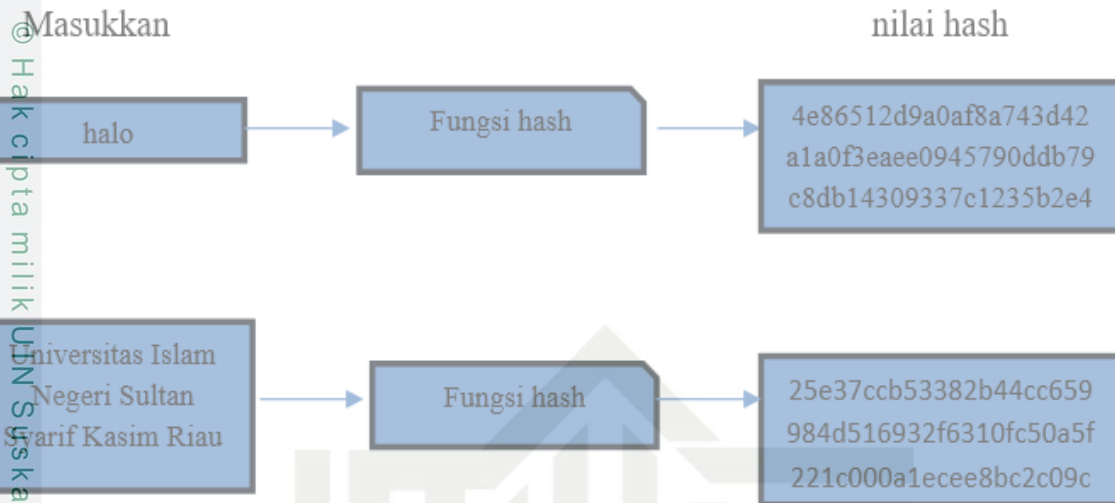 Masukkan
nilai hash
halo
Fungsi hash
4e86512d9a0af8a743d42
a1a0f3eaee0945790ddb79
c8db14309337c1235b2e4
Universitas Islam
Negeri Sultan
Syarif Kasim Riau
Fungsi hash
25e37ccb53382b44cc659
984d516932f6310fc50a5f
221c000a1ecee8bc2c09c
© Hak cipta milik UIN Suska